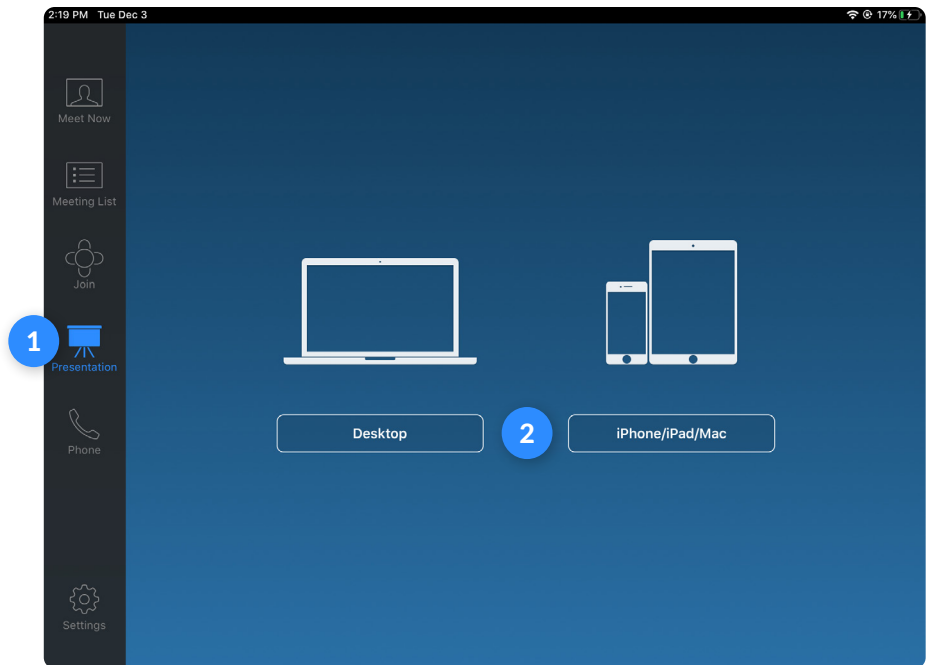 2:19 PM Tue Dec 3 17%
Meet Now
Meeting List
Join
1
Presentation
Desktop
2
iPhone/iPad/Mac
Phone
Settings